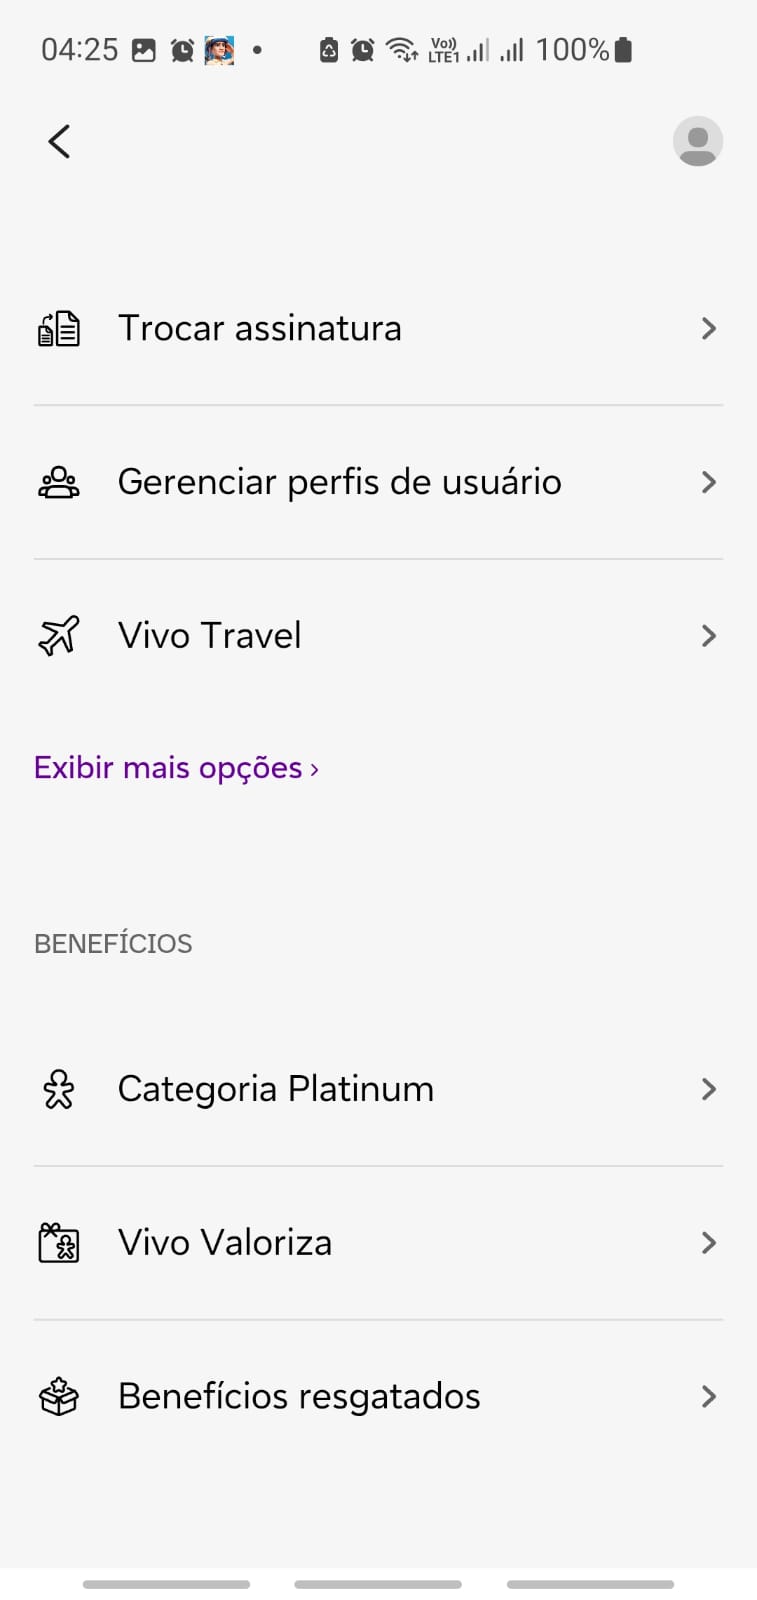 04:25 Vo)) LTE1 100%
Trocar assinatura
Gerenciar perfis de usuário
Vivo Travel
Exibir mais opções ›
BENEFÍCIOS
Categoria Platinum
Vivo Valoriza
Benefícios resgatados